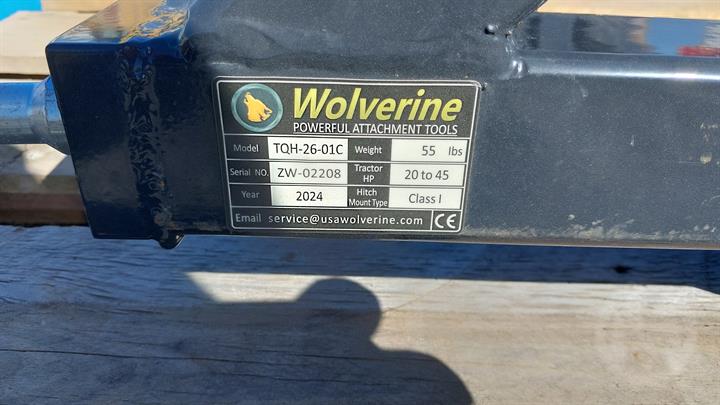 Wolverine
POWERFUL ATTACHMENT TOOLS
Model TQH-26-01C Weight 55 lbs
Serial NO. ZW-02208 Tractor HP 20 to 45
Year 2024 Hitch Mount Type Class I
Email service@usawolverine.com CE